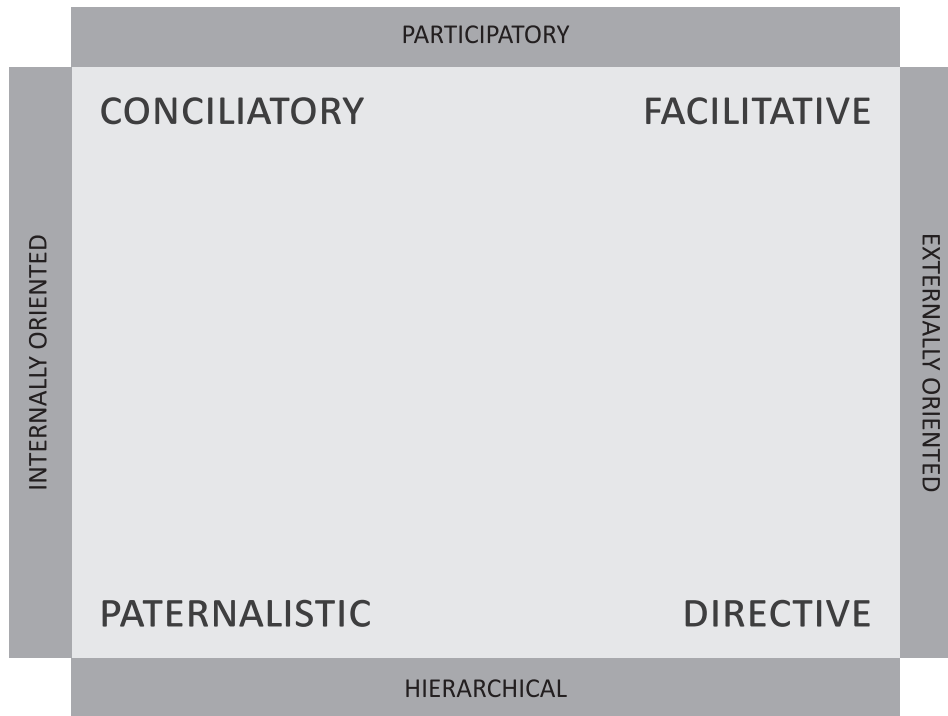 PARTICIPATORY
CONCILIATORY
FACILITATIVE
INTERNALLY ORIENTED
EXTERNALLY ORIENTED
PATERNALISTIC
DIRECTIVE
HIERARCHICAL